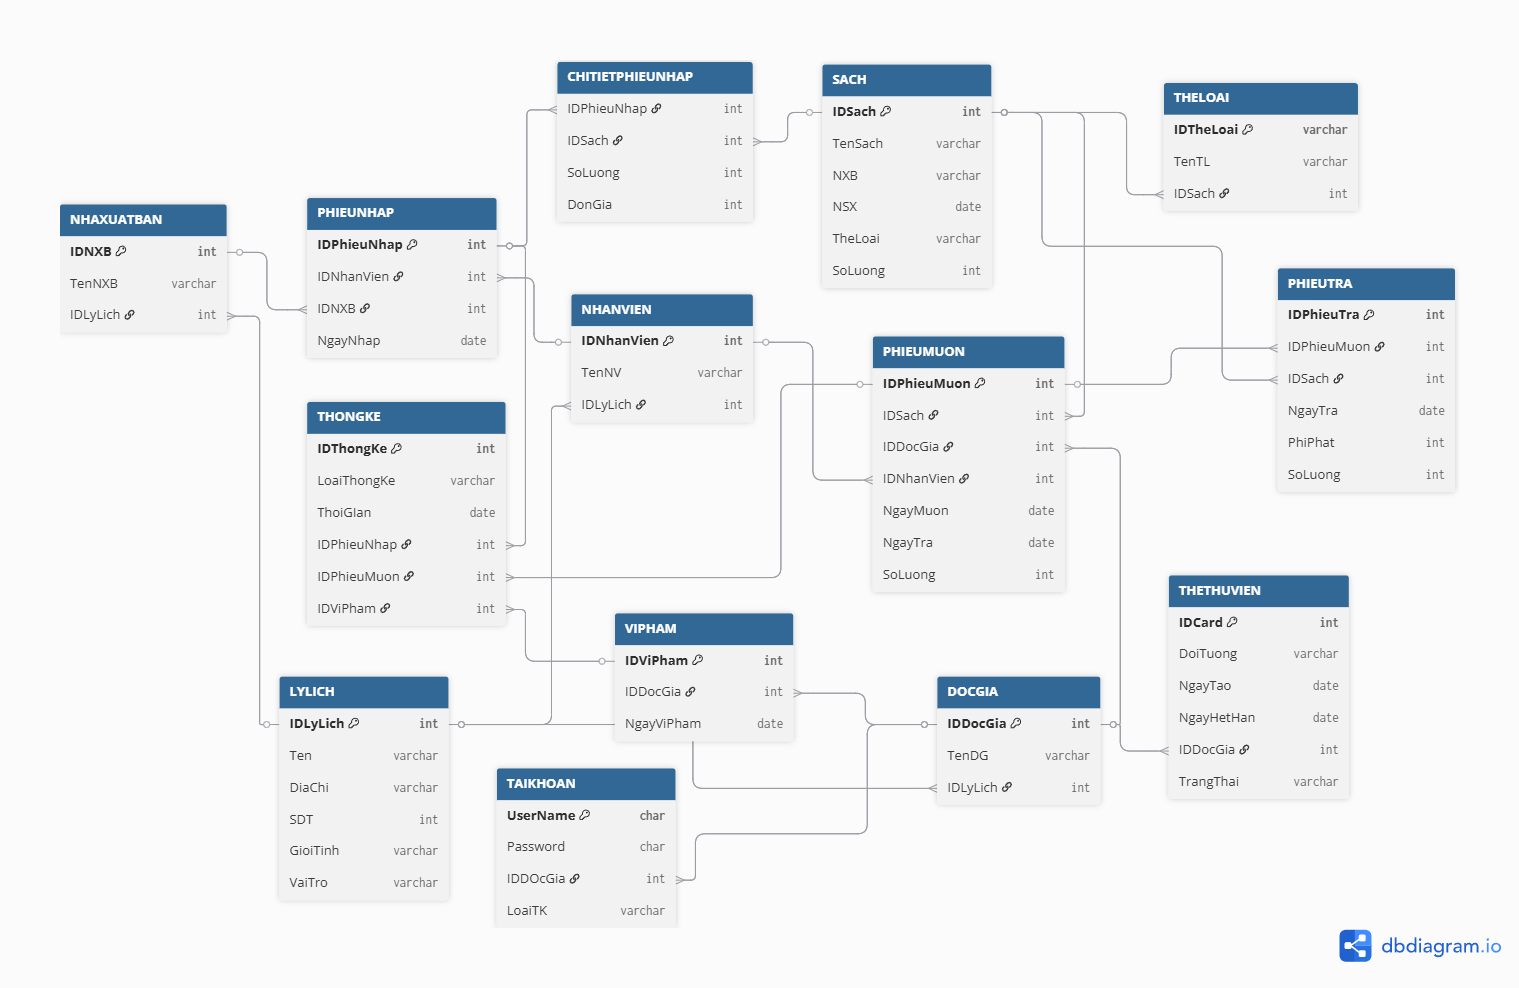 CHITIETPHIEUNHAP
IDPhieuNhap int
IDSach int
SoLuong int
DonGia int
SACH
IDSach int
TenSach varchar
NXB varchar
NSX date
TheLoai varchar
SoLuong int
THELOAI
IDTheLoai varchar
TenTL varchar
IDSach int
NHAXUATBAN
IDNXB int
TenNXB varchar
IDLyLich int
PHIEUNHAP
IDPhieuNhap int
IDNhanVien int
IDNXB int
NgayNhap date
NHANVIEN
IDNhanVien int
TenNV varchar
IDLyLich int
PHIEUMUON
IDPhieuMuon int
IDSach int
IDDocGia int
IDNhanVien int
NgayMuon date
NgayTra date
SoLuong int
PHIEUTRA
IDPhieuTra int
IDPhieuMuon int
IDSach int
NgayTra date
PhiPhat int
SoLuong int
THONGKE
IDThongKe int
LoaiThongKe varchar
ThoiGIan date
IDPhieuNhap int
IDPhieuMuon int
IDViPham int
VIPHAM
IDViPham int
IDDocGia int
NgayViPham date
THETHUVIEN
IDCard int
DoiTuong varchar
NgayTao date
NgayHetHan date
IDDocGia int
TrangThai varchar
LYLICH
IDLyLich int
Ten varchar
DiaChi varchar
SDT int
GioiTinh varchar
VaiTro varchar
TAIKHOAN
UserName char
Password char
IDDOcGia int
LoaiTK varchar
DOCGIA
IDDocGia int
TenDG varchar
IDLyLich int
dbdiagram.io